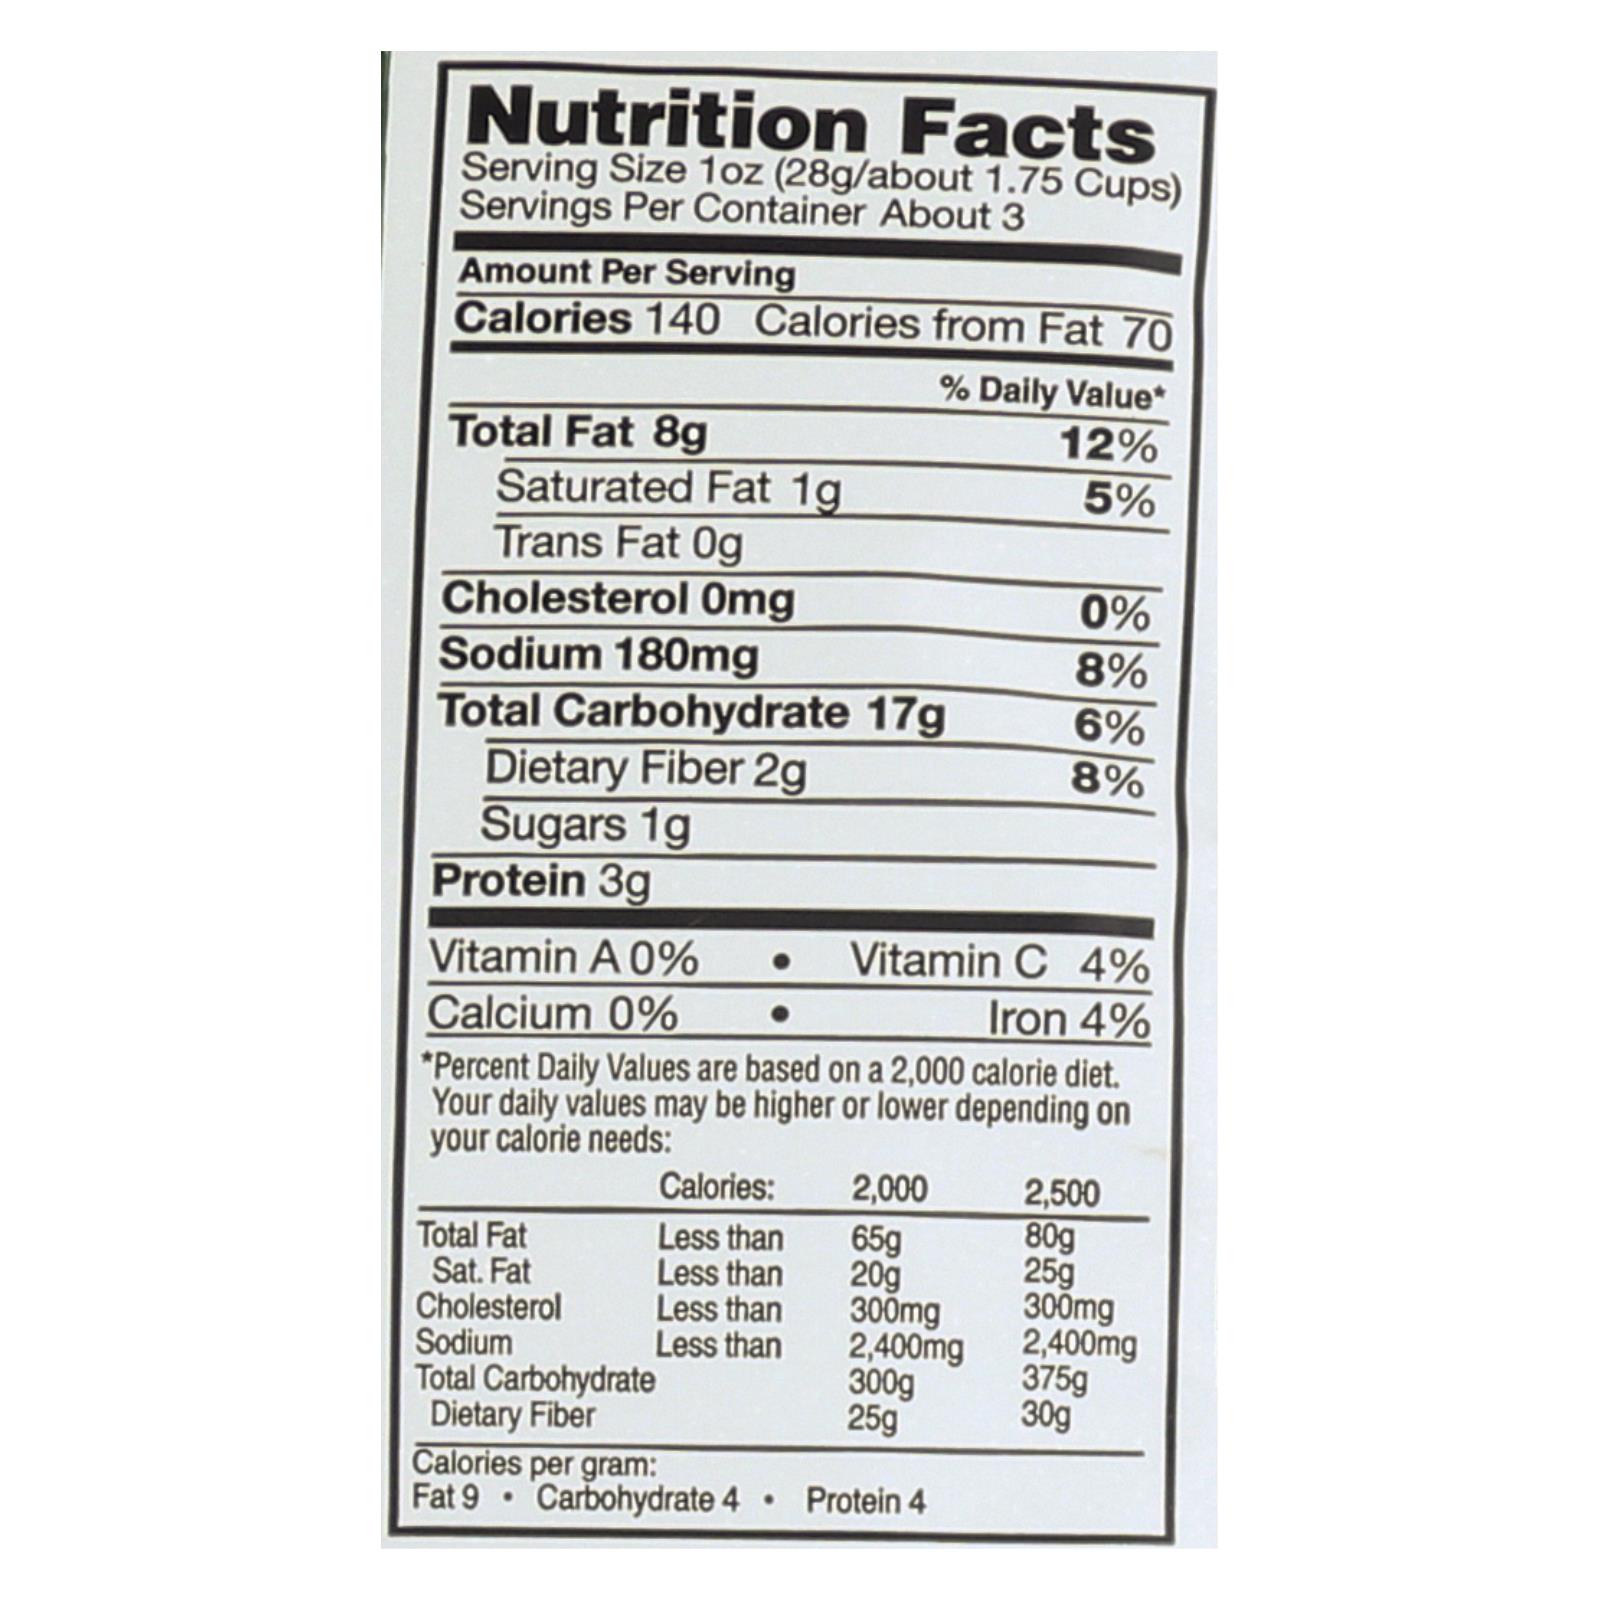 Nutrition Facts
Serving Size 1oz (28g/about 1.75 Cups)
Servings Per Container About 3
Amount Per Serving
Calories 140 Calories from Fat 70
% Daily Value*
Total Fat 8g 12%
Saturated Fat 1g 5%
Trans Fat 0g
Cholesterol 0mg 0%
Sodium 180mg 8%
Total Carbohydrate 17g 6%
Dietary Fiber 2g 8%
Sugars 1g
Protein 3g
Vitamin A 0% • Vitamin C 4%
Calcium 0% • Iron 4%
*Percent Daily Values are based on a 2,000 calorie diet.
Your daily values may be higher or lower depending on
your calorie needs:
Calories: 2,000 2,500
Total Fat Less than 65g 80g
Sat. Fat Less than 20g 25g
Cholesterol Less than 300mg 300mg
Sodium Less than 2,400mg 2,400mg
Total Carbohydrate 300g 375g
Dietary Fiber 25g 30g
Calories per gram:
Fat 9 • Carbohydrate 4 • Protein 4